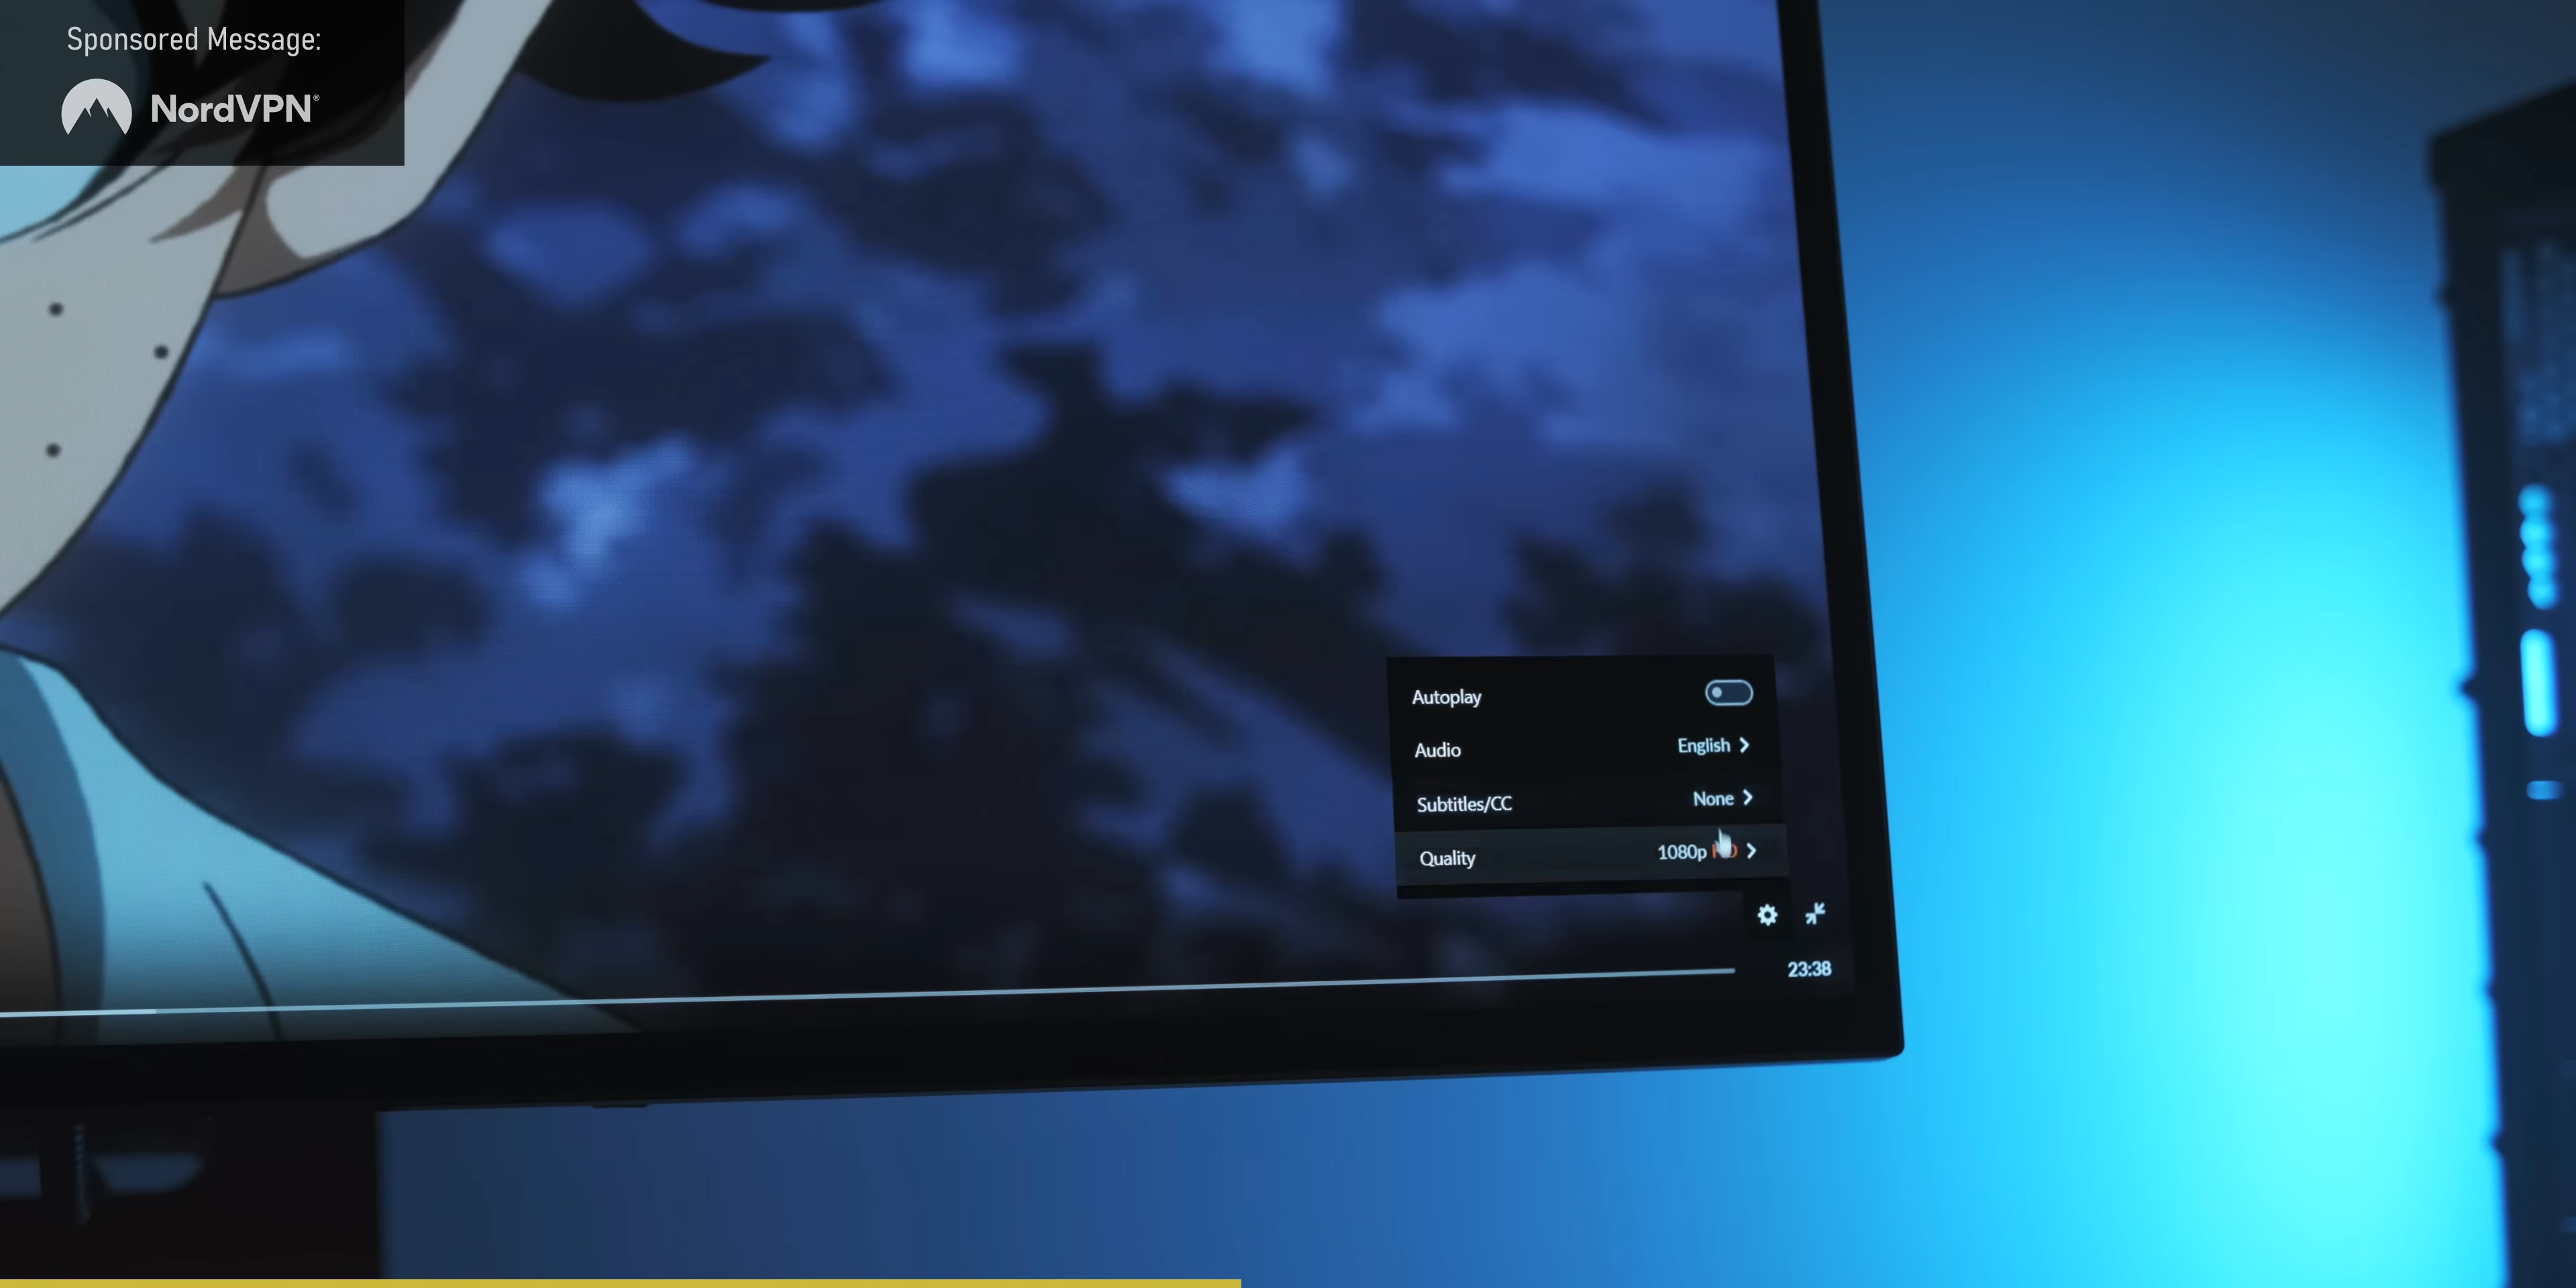 Sponsored Message:
NordVPN®
Autoplay
Audio English
Subtitles/CC None
Quality 1080p
23:38